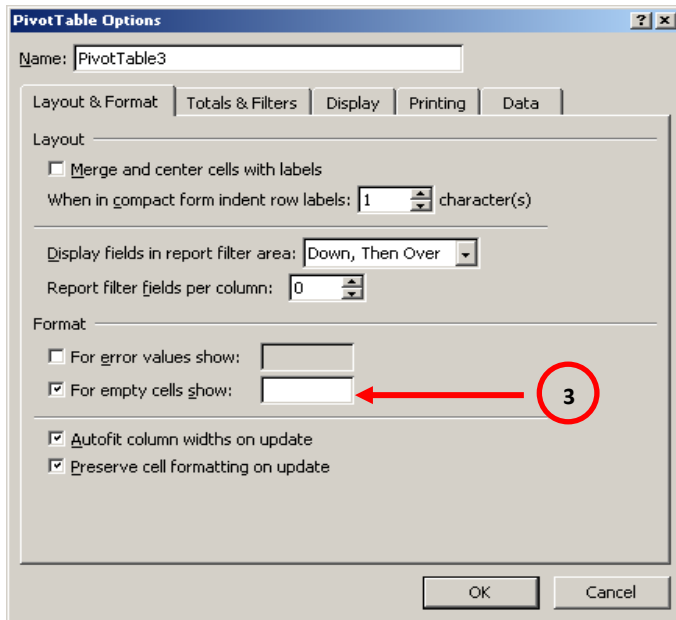 PivotTable Options
Name: PivotTable3
Layout & Format Totals & Filters Display Printing Data
Layout
Merge and center cells with labels
When in compact form indent row labels: 1 character(s)
Display fields in report filter area: Down, Then Over
Report filter fields per column: 0
Format
For error values show:
For empty cells show: 3
Autofit column widths on update
Preserve cell formatting on update
OK Cancel